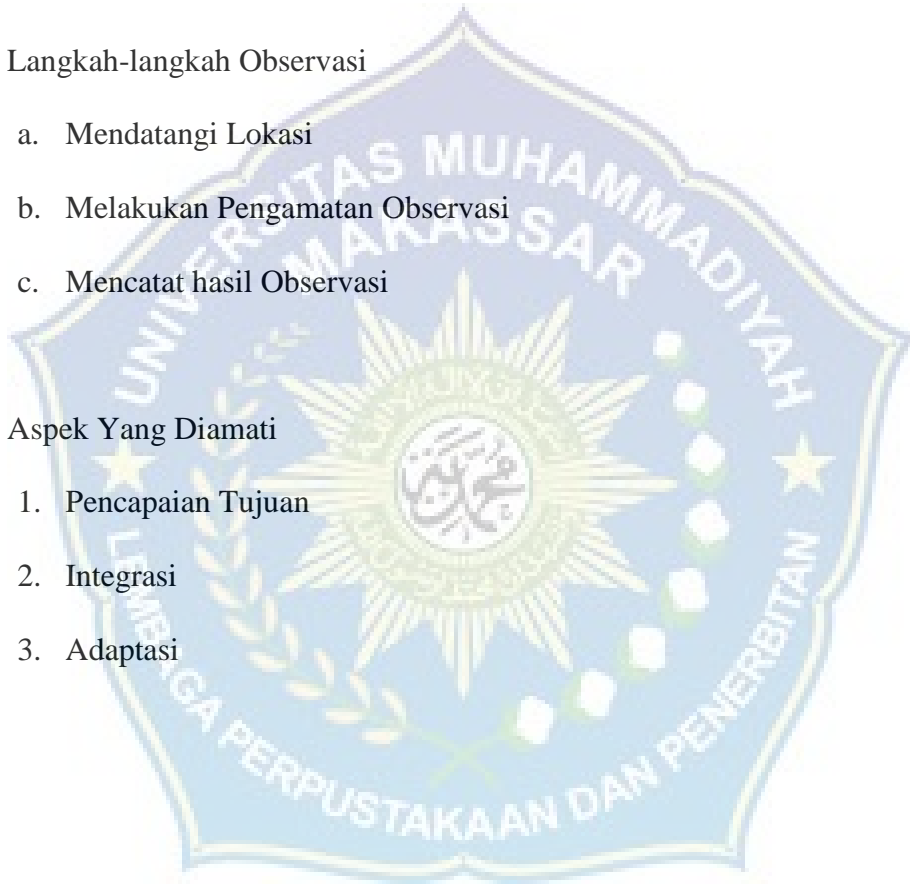 Langkah-langkah Observasi
a. Mendatangi Lokasi
b. Melakukan Pengamatan Observasi
c. Mencatat hasil Observasi
Aspek Yang Diamati
1. Pencapaian Tujuan
2. Integrasi
3. Adaptasi
UNIVERSITAS MUHAMMADIYAH
MAKASSAR
محمدية
LEMBAGA PERPUSTAKAAN DAN PENERBITAN